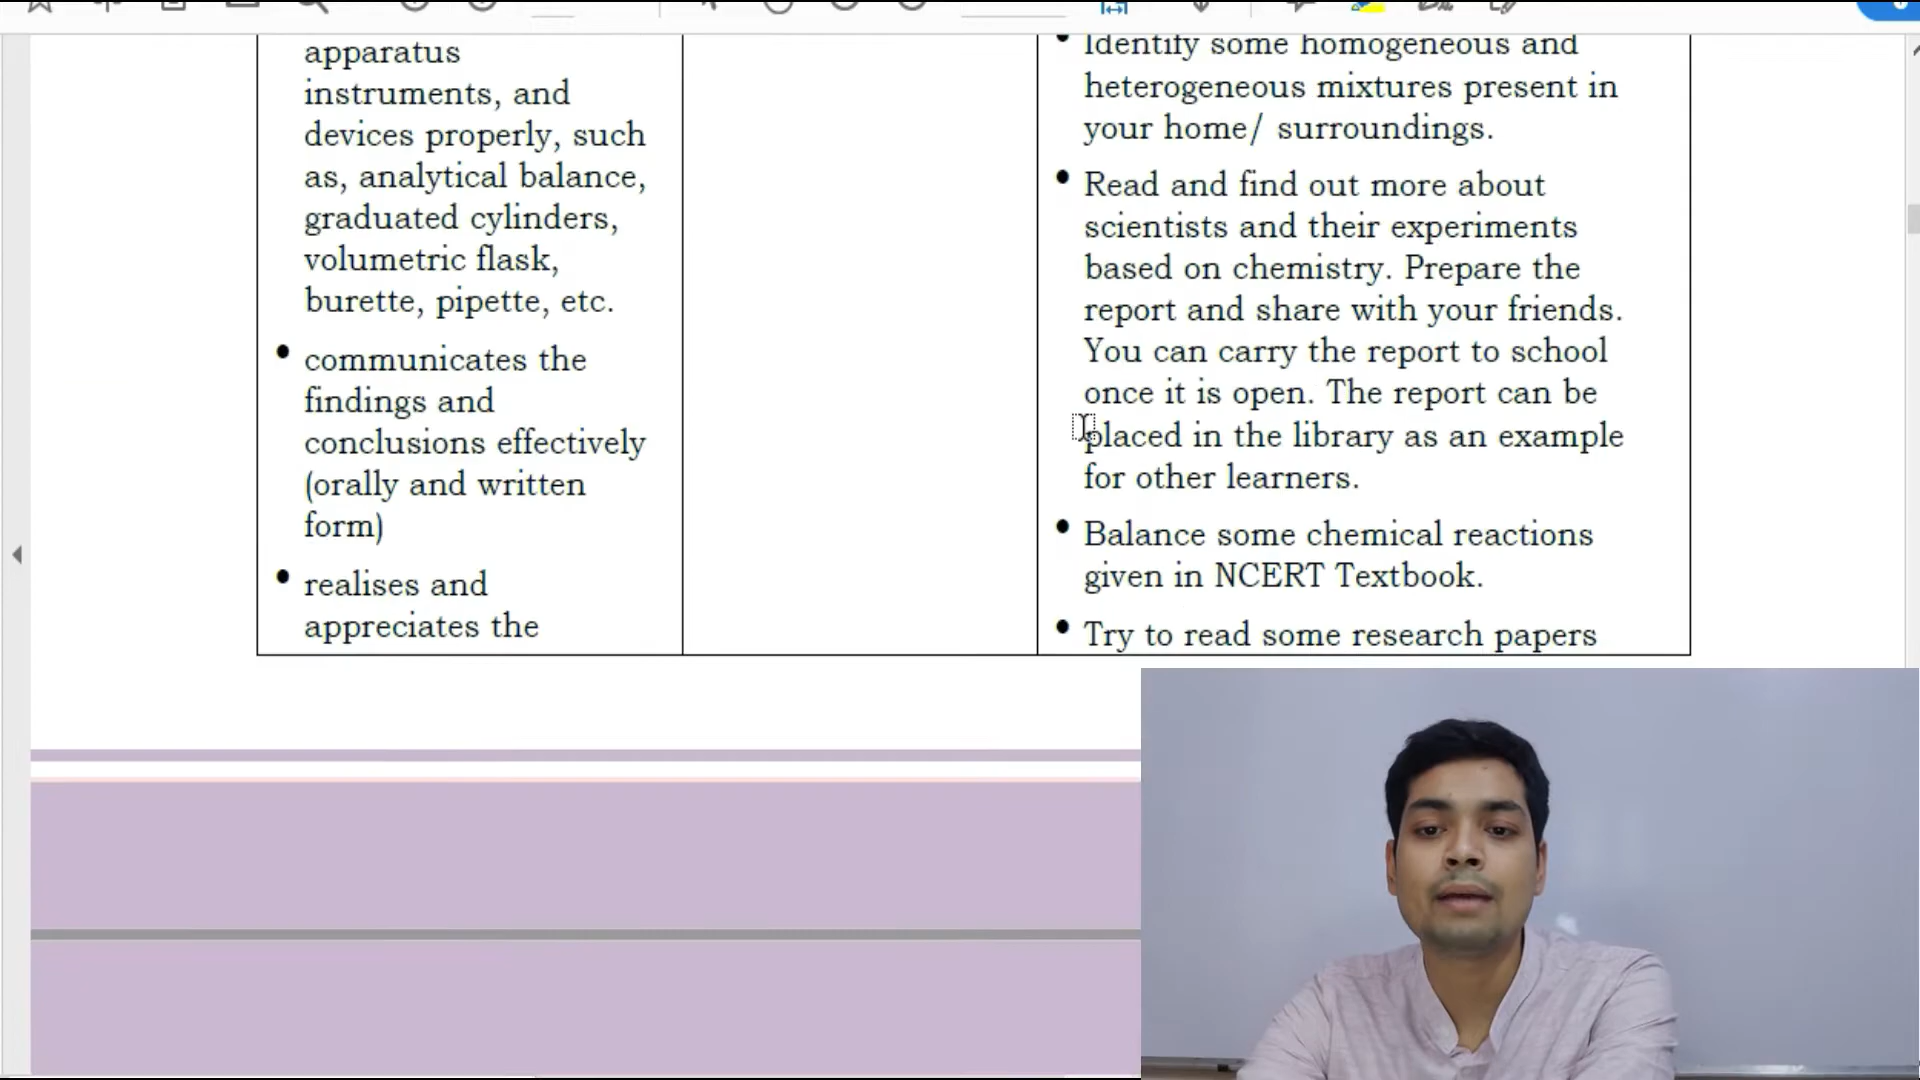 apparatus
instruments, and
devices properly, such
as, analytical balance,
graduated cylinders,
volumetric flask,
burette, pipette, etc.
• communicates the
findings and
conclusions effectively
(orally and written
form)
• realises and
appreciates the
• Identify some homogeneous and
heterogeneous mixtures present in
your home/ surroundings.
• Read and find out more about
scientists and their experiments
based on chemistry. Prepare the
report and share with your friends.
You can carry the report to school
once it is open. The report can be
placed in the library as an example
for other learners.
• Balance some chemical reactions
given in NCERT Textbook.
• Try to read some research papers